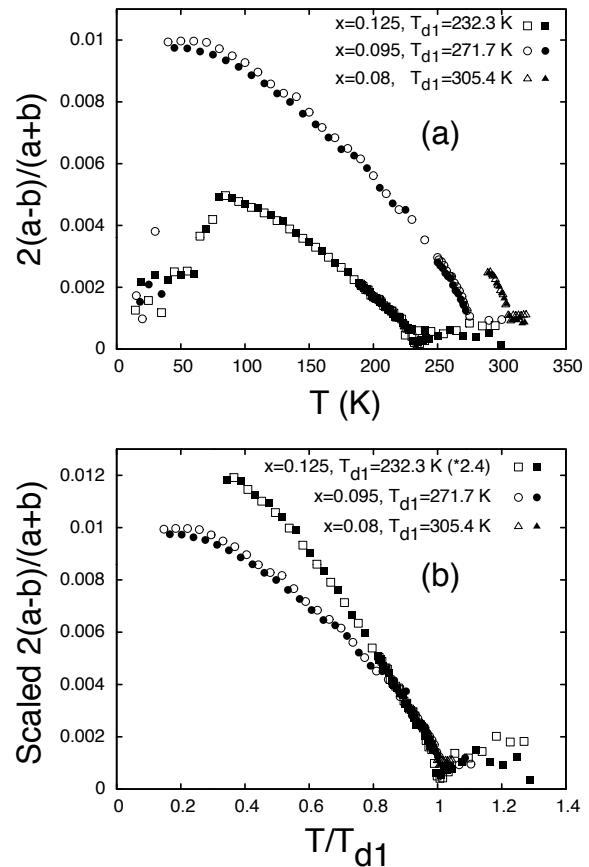 x=0.125, T_d1=232.3 K
x=0.095, T_d1=271.7 K
x=0.08, T_d1=305.4 K
(a)
2(a-b)/(a+b)
0.01
0.008
0.006
0.004
0.002
0
0 50 100 150 200 250 300 350
T (K)
x=0.125, T_d1=232.3 K (*2.4)
x=0.095, T_d1=271.7 K
x=0.08, T_d1=305.4 K
(b)
Scaled 2(a-b)/(a+b)
0.012
0.01
0.008
0.006
0.004
0.002
0
0 0.2 0.4 0.6 0.8 1 1.2 1.4
T/T_d1